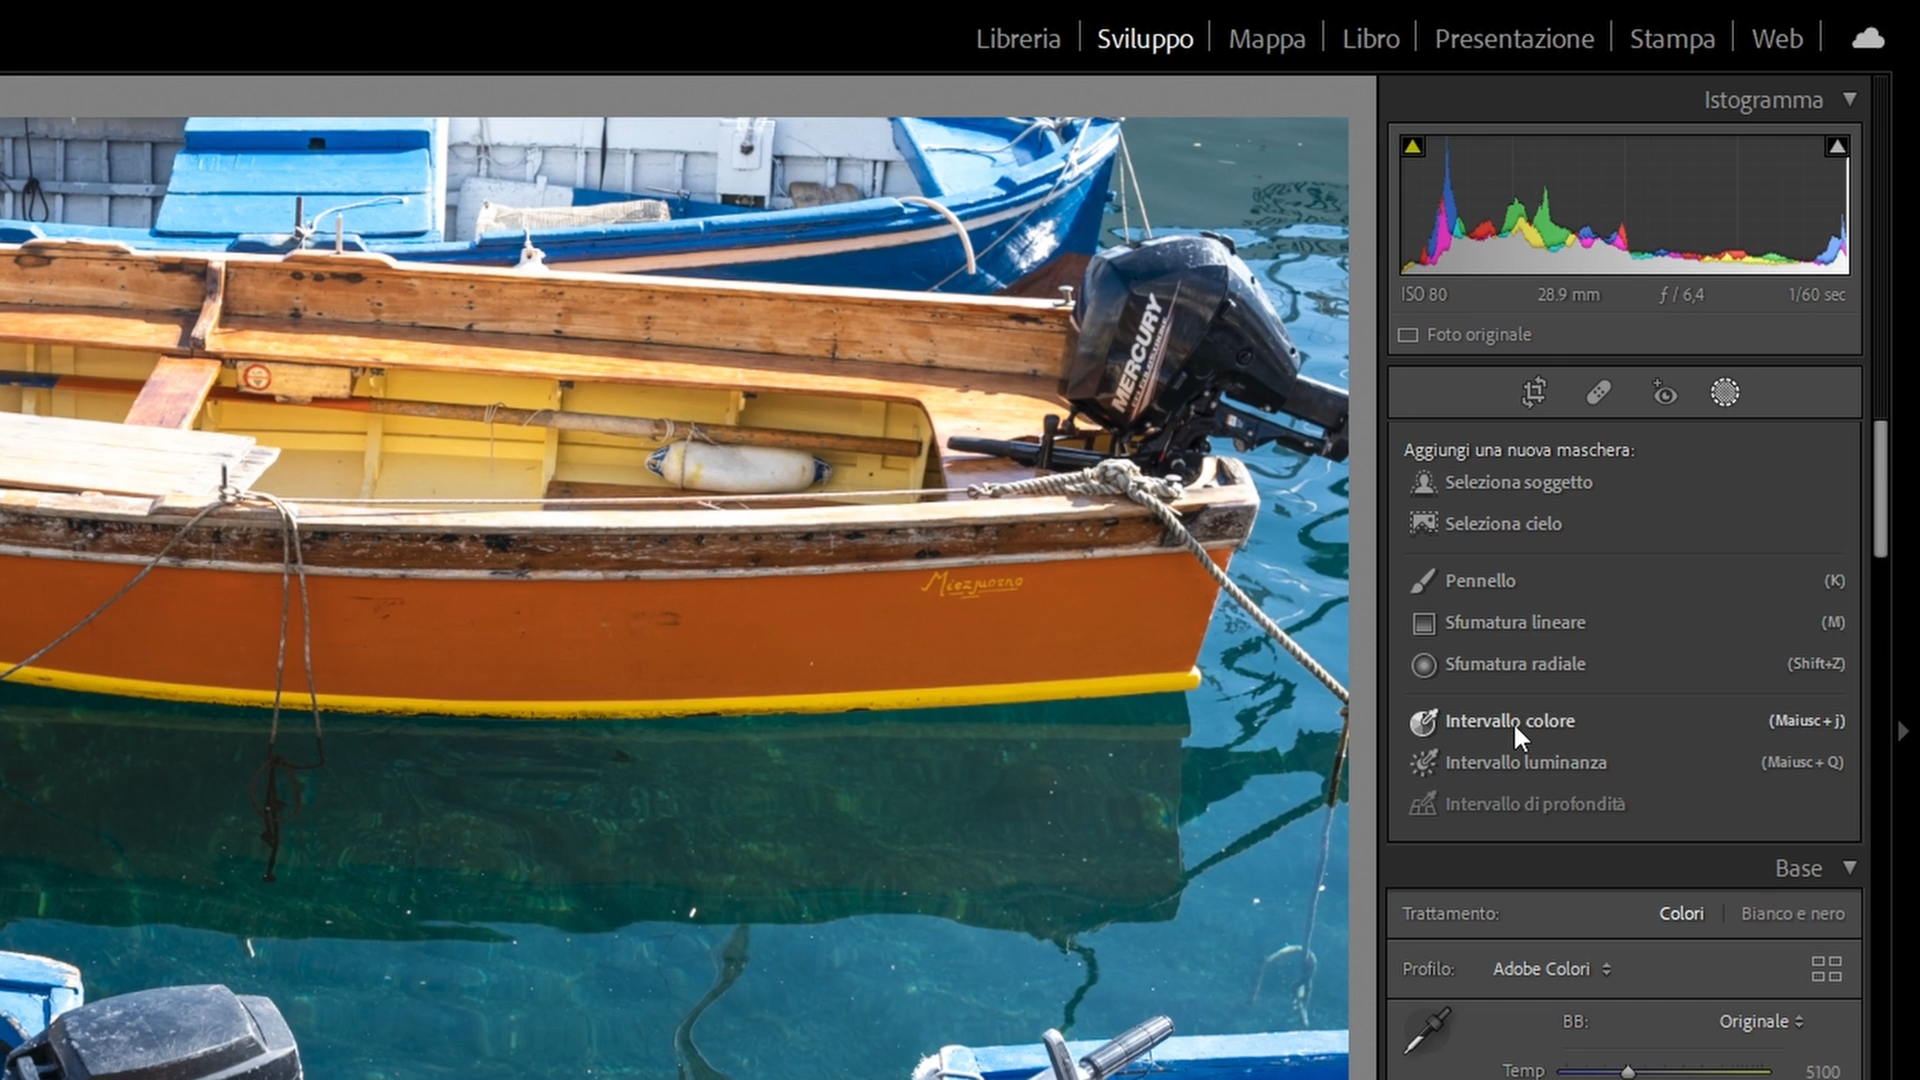 Libreria | Sviluppo | Mappa | Libro | Presentazione | Stampa | Web |
Istogramma
ISO 80 28.9 mm ƒ / 6,4 1/60 sec
Foto originale
Aggiungi una nuova maschera:
Seleziona soggetto
Seleziona cielo
Pennello (K)
Sfumatura lineare (M)
Sfumatura radiale (Shift+Z)
Intervallo colore (Maiusc + j)
Intervallo luminanza (Maiusc + Q)
Intervallo di profondità
Base
Trattamento: Colori | Bianco e nero
Profilo: Adobe Colori
BB: Originale
Temp 5100
MERCURY
Miezjuorno